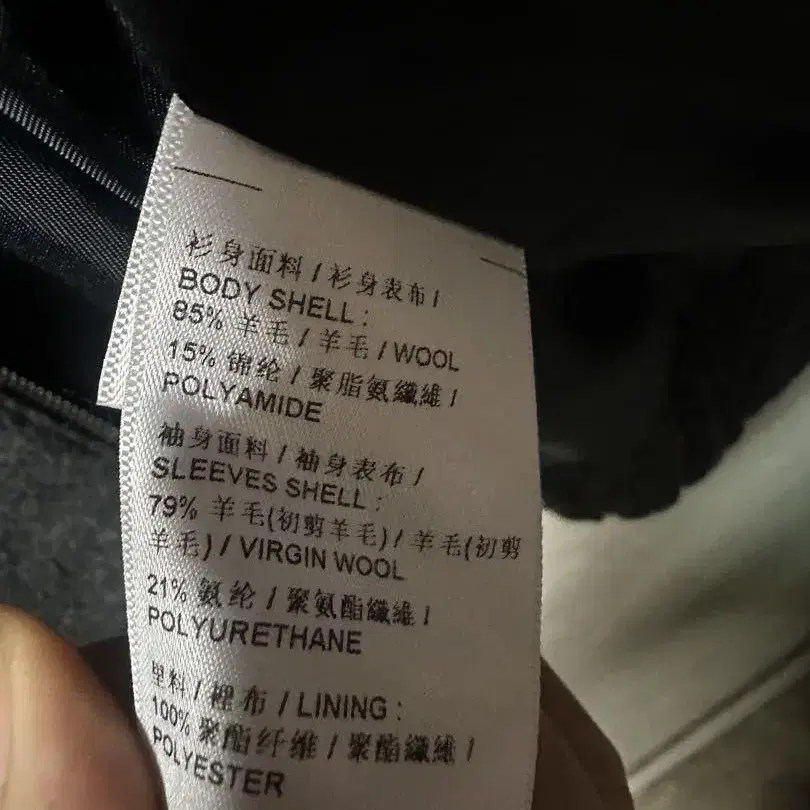 衫身面料 / 衫身表布 /
BODY SHELL :
85% 羊毛 / 羊毛 / WOOL
15% 锦纶 / 聚脂氨纖維 /
POLYAMIDE
袖身面料 / 袖身表布 /
SLEEVES SHELL :
79% 羊毛(初剪羊毛) / 羊毛(初剪
羊毛) / VIRGIN WOOL
21% 氨纶 / 聚氨酯纖維 /
POLYURETHANE
里料 / 裡布 / LINING :
100% 聚酯纤维 / 聚酯纖維 /
POLYESTER